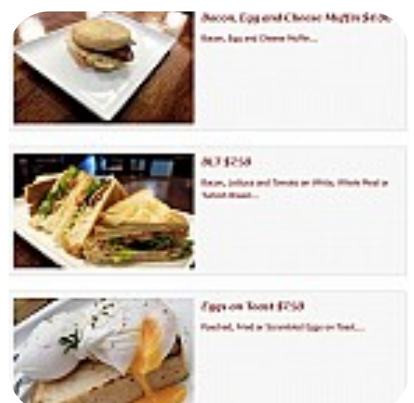 Bacon, Egg and Cheese Muffin
Bacon, Egg and Cheese Muffin...
BLT $7.50
Bacon, Lettuce and Tomato on White, Whole Meal or
Turkish Bread...
Eggs on Toast $7.50
Poached, Fried or Scrambled Eggs on Toast...